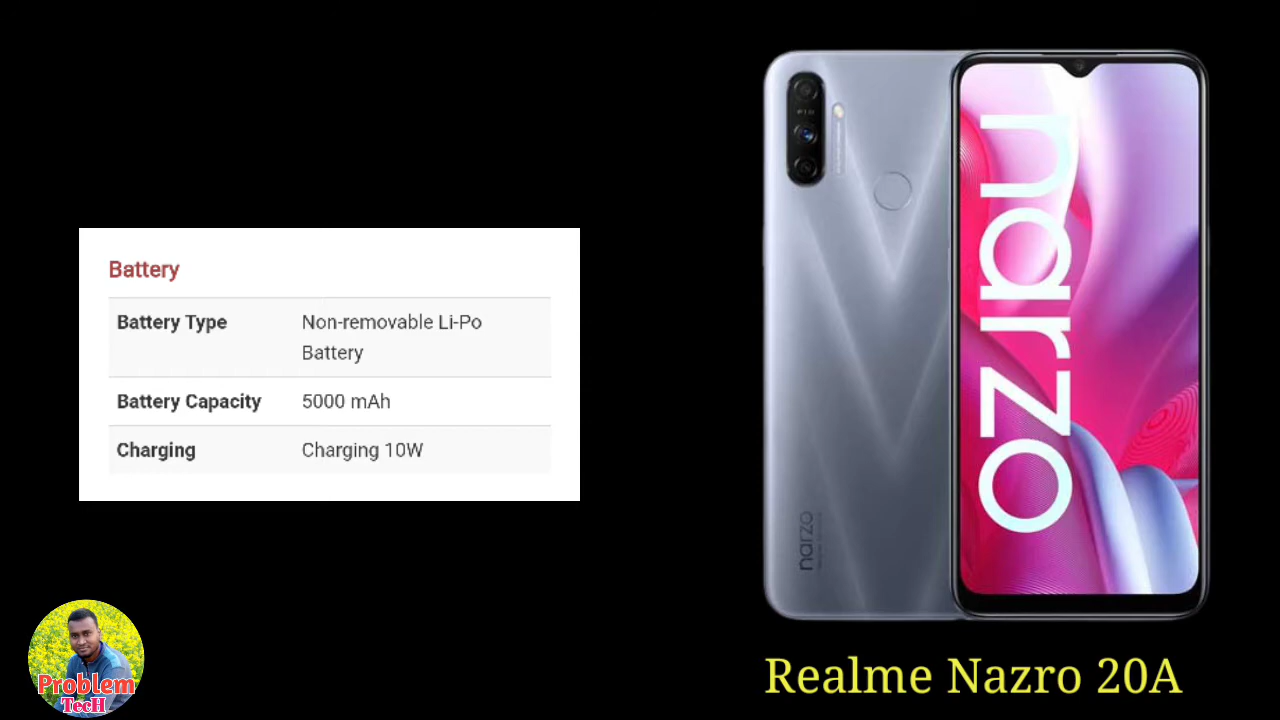 Battery
Battery Type Non-removable Li-Po
Battery
Battery Capacity 5000 mAh
Charging Charging 10W
narzo
narzo
Realme Nazro 20A
Problem
TecH